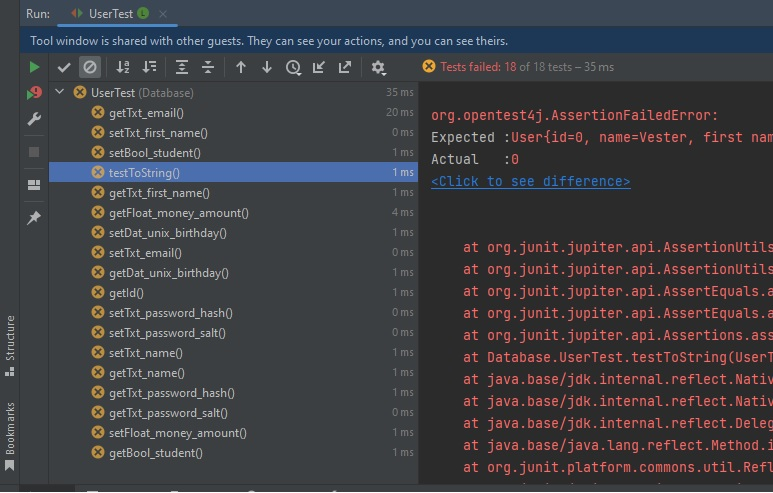 Run: UserTest
Tool window is shared with other guests. They can see your actions, and you can see theirs.
Tests failed: 18 of 18 tests – 35 ms
UserTest (Database) 35 ms
getTxt_email() 20 ms
setTxt_first_name() 0 ms
setBool_student() 1 ms
testToString() 1 ms
getTxt_first_name() 1 ms
getFloat_money_amount() 4 ms
setDat_unix_birthday() 1 ms
setTxt_email() 0 ms
getDat_unix_birthday() 1 ms
getId() 1 ms
setTxt_password_hash() 0 ms
setTxt_password_salt() 0 ms
setTxt_name() 1 ms
getTxt_name() 1 ms
getTxt_password_hash() 1 ms
getTxt_password_salt() 0 ms
setFloat_money_amount() 1 ms
getBool_student() 1 ms
org.opentest4j.AssertionFailedError:
Expected :User{id=0, name=Vester, first nam
Actual :0
<Click to see difference>
at org.junit.jupiter.api.AssertionUtils
at org.junit.jupiter.api.AssertionUtils
at org.junit.jupiter.api.AssertEquals.a
at org.junit.jupiter.api.AssertEquals.a
at org.junit.jupiter.api.Assertions.ass
at Database.UserTest.testToString(UserT
at java.base/jdk.internal.reflect.Nativ
at java.base/jdk.internal.reflect.Nativ
at java.base/jdk.internal.reflect.Deleg
at java.base/java.lang.reflect.Method.i
at org.junit.platform.commons.util.Refl
Structure
Bookmarks